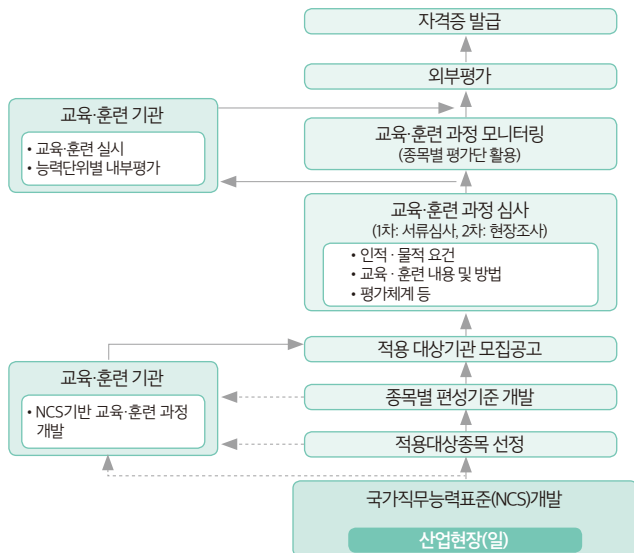 자격증 발급
외부평가
교육·훈련 기관
• 교육·훈련 실시
• 능력단위별 내부평가
교육·훈련 과정 모니터링
(종목별 평가단 활용)
교육·훈련 과정 심사
(1차: 서류심사, 2차: 현장조사)
• 인적 · 물적 요건
• 교육 · 훈련 내용 및 방법
• 평가체계 등
적용 대상기관 모집공고
교육·훈련 기관
• NCS기반 교육·훈련 과정
개발
종목별 편성기준 개발
적용대상종목 선정
국가직무능력표준(NCS)개발
산업현장(일)